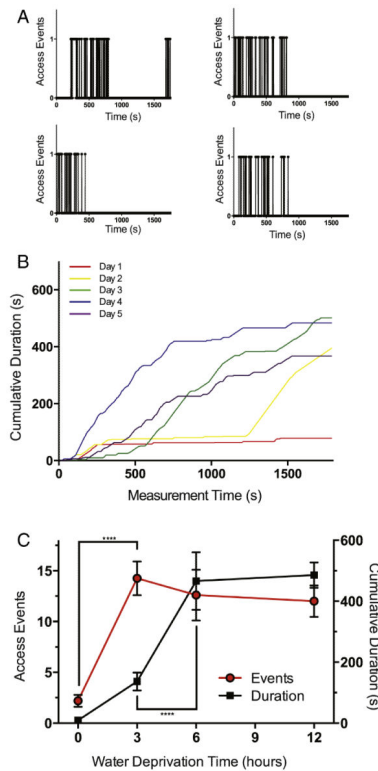 A
Access Events
1
0 500 1000 1500
Time (s)
Access Events
1
0 500 1000 1500
Time (s)
Access Events
1
0 500 1000 1500
Time (s)
Access Events
1
0 500 1000 1500
Time (s)
B
Day 1
Day 2
Day 3
Day 4
Day 5
Cumulative Duration (s)
600
400
200
0
0 500 1000 1500
Measurement Time (s)
C
Access Events
15
10
5
0
****
****
Events
Duration
600
400
200
0
Cumulative Duration (s)
0 3 6 9 12
Water Deprivation Time (hours)